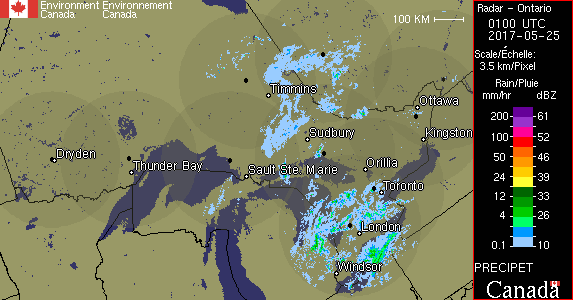 Environment Environnement
Canada Canada
100 KM
Timmins
Ottawa
Sudbury
Kingston
Dryden
Thunder Bay
Sault Ste. Marie
Orillia
Toronto
London
Windsor
Radar - Ontario
0100 UTC
2017-05-25
Scale/Échelle:
3.5 km/Pixel
Rain/Pluie
mm/hr dBZ
200 61
100 57
50 52
50 46
24 39
12 33
4 26
0.1 10
PRECIPET
Canada